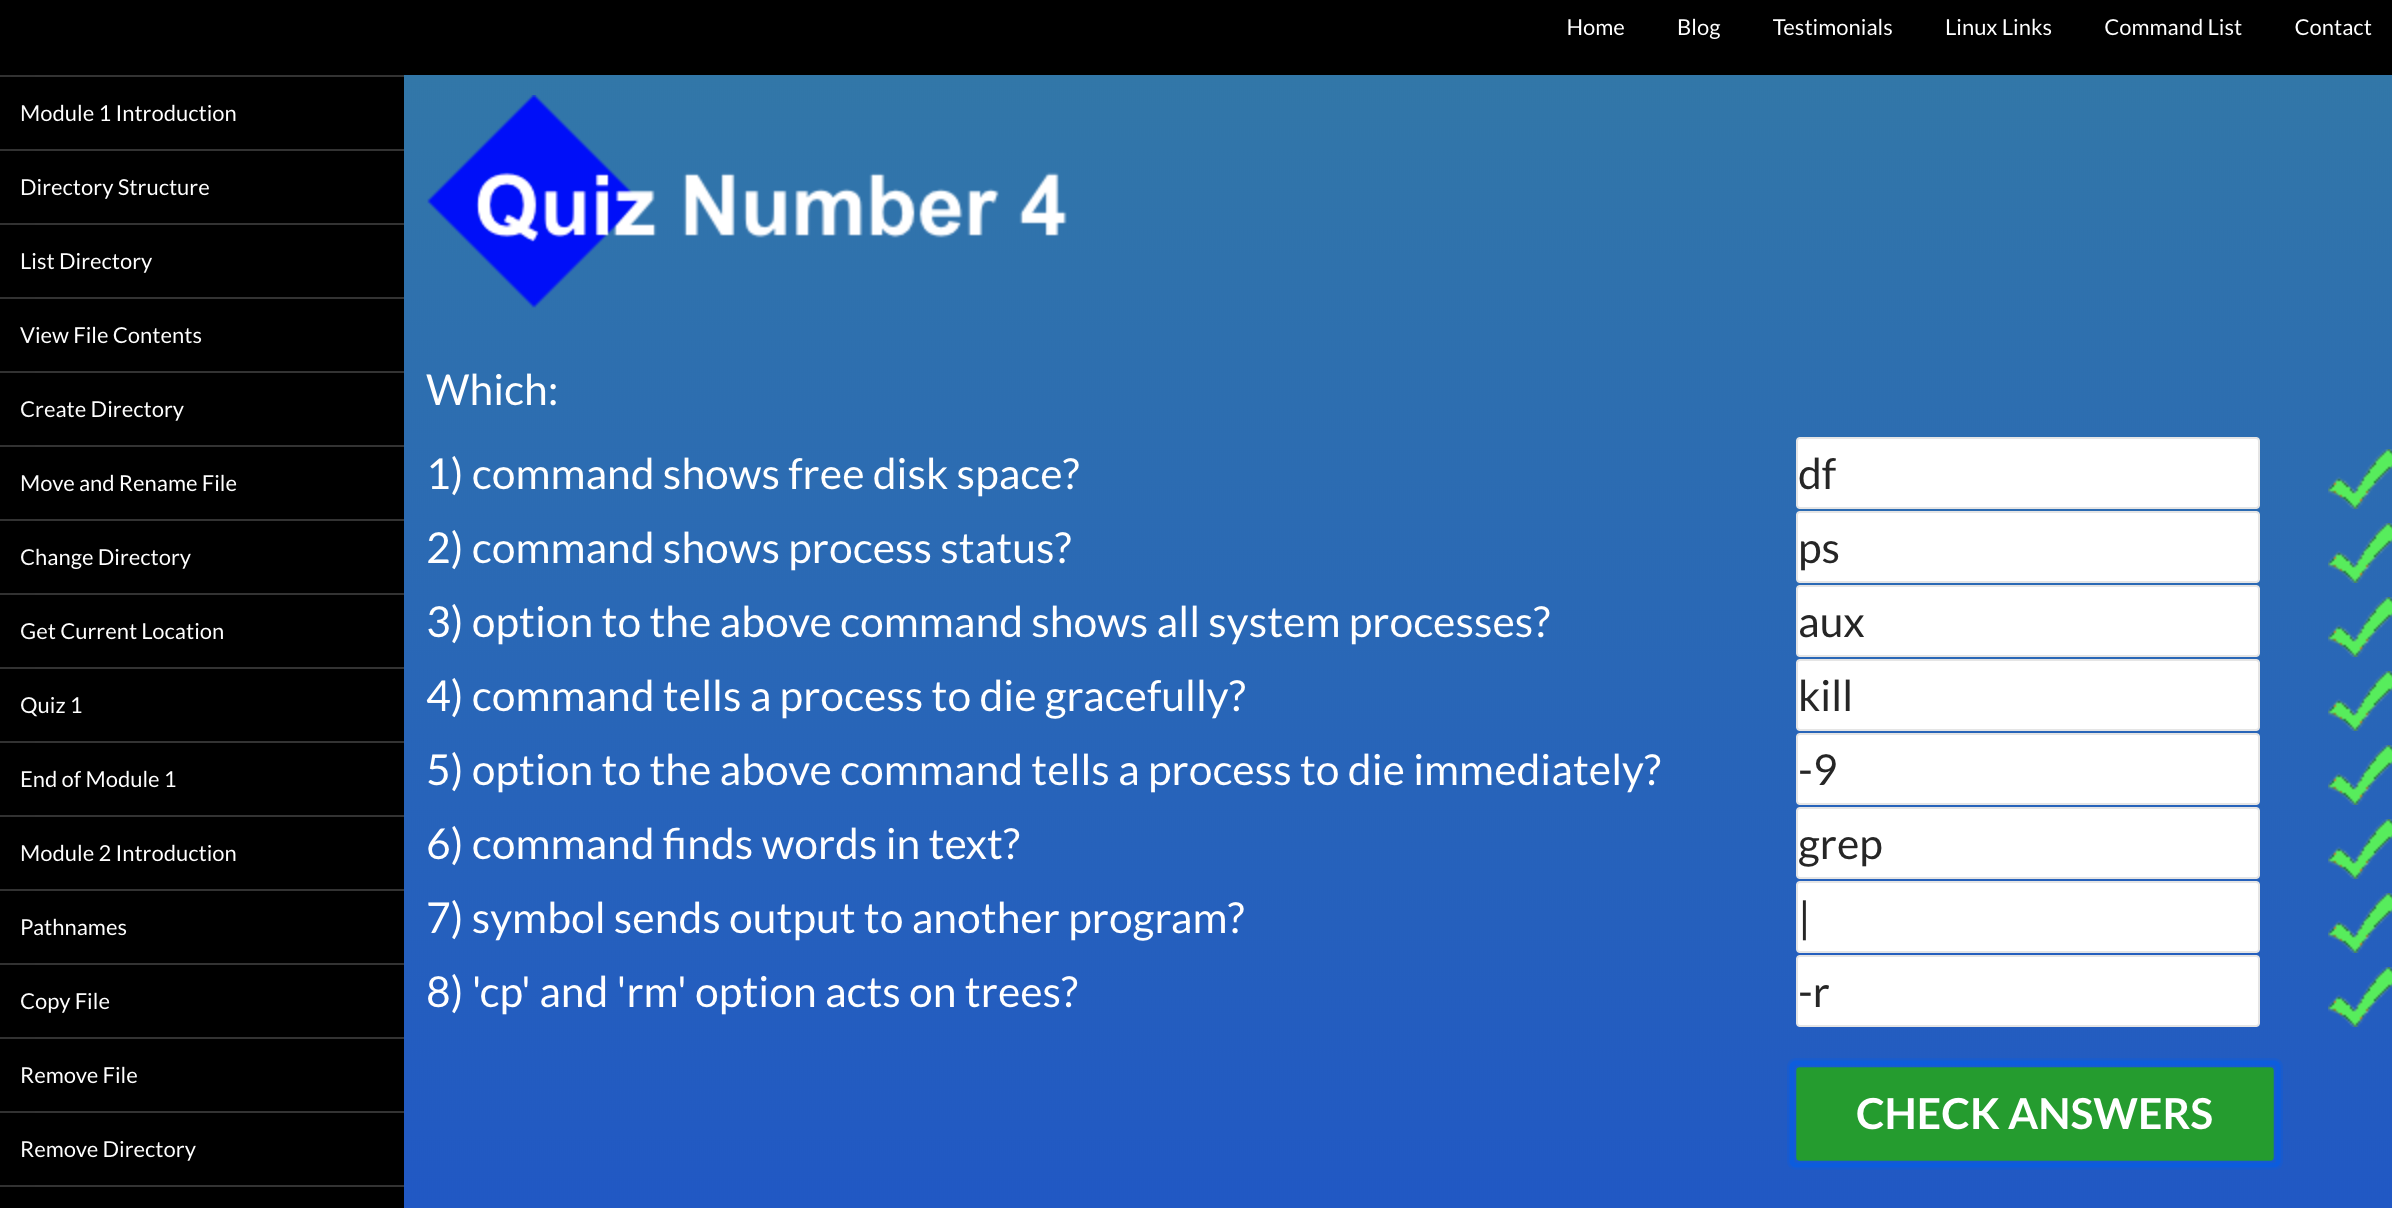 Home Blog Testimonials Linux Links Command List Contact
Module 1 Introduction
Directory Structure
List Directory
View File Contents
Create Directory
Move and Rename File
Change Directory
Get Current Location
Quiz 1
End of Module 1
Module 2 Introduction
Pathnames
Copy File
Remove File
Remove Directory
Quiz Number 4
Which:
1) command shows free disk space? df
2) command shows process status? ps
3) option to the above command shows all system processes? aux
4) command tells a process to die gracefully? kill
5) option to the above command tells a process to die immediately? -9
6) command finds words in text? grep
7) symbol sends output to another program? |
8) 'cp' and 'rm' option acts on trees? -r
CHECK ANSWERS